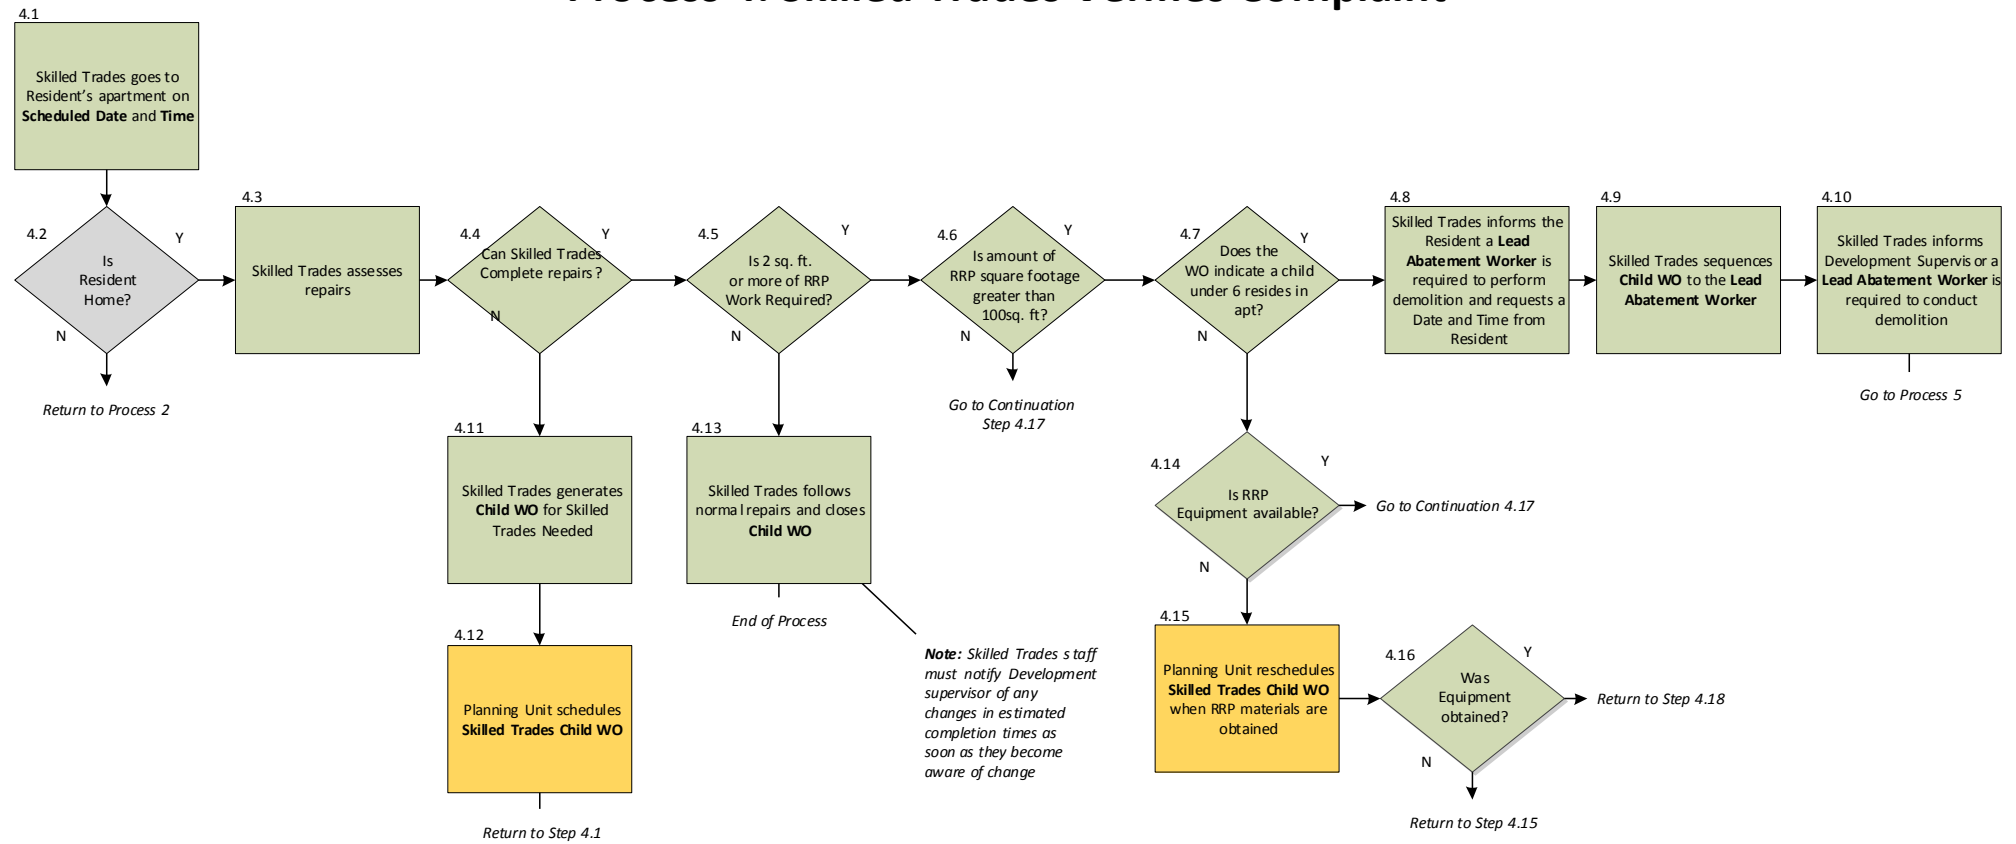 Process 4: Skilled Trades Verifies Complaint
4.1
Skilled Trades goes to
Resident's apartment on
Scheduled Date and Time
4.2
Is
Resident
Home?
Y
N
Return to Process 2
4.3
Skilled Trades assesses
repairs
4.4
Can Skilled Trades
Complete repairs?
Y
N
4.5
Is 2 sq. ft.
or more of RRP
Work Required?
Y
N
4.6
Is amount of
RRP square footage
greater than
100sq. ft?
Y
N
Go to Continuation
Step 4.17
4.7
Does the
WO indicate a child
under 6 resides in
apt?
Y
N
4.8
Skilled Trades informs the
Resident a Lead
Abatement Worker is
required to perform
demolition and requests a
Date and Time from
Resident
4.9
Skilled Trades sequences
Child WO to the Lead
Abatement Worker
4.10
Skilled Trades informs
Development Supervisor a
Lead Abatement Worker is
required to conduct
demolition
Go to Process 5
4.11
Skilled Trades generates
Child WO for Skilled
Trades Needed
4.12
Planning Unit schedules
Skilled Trades Child WO
Return to Step 4.1
4.13
Skilled Trades follows
normal repairs and closes
Child WO
End of Process
Note: Skilled Trades staff
must notify Development
supervisor of any
changes in estimated
completion times as
soon as they become
aware of change
4.14
Is RRP
Equipment available?
Y
N
Go to Continuation 4.17
4.15
Planning Unit reschedules
Skilled Trades Child WO
when RRP materials are
obtained
4.16
Was
Equipment
obtained?
Y
N
Return to Step 4.18
Return to Step 4.15